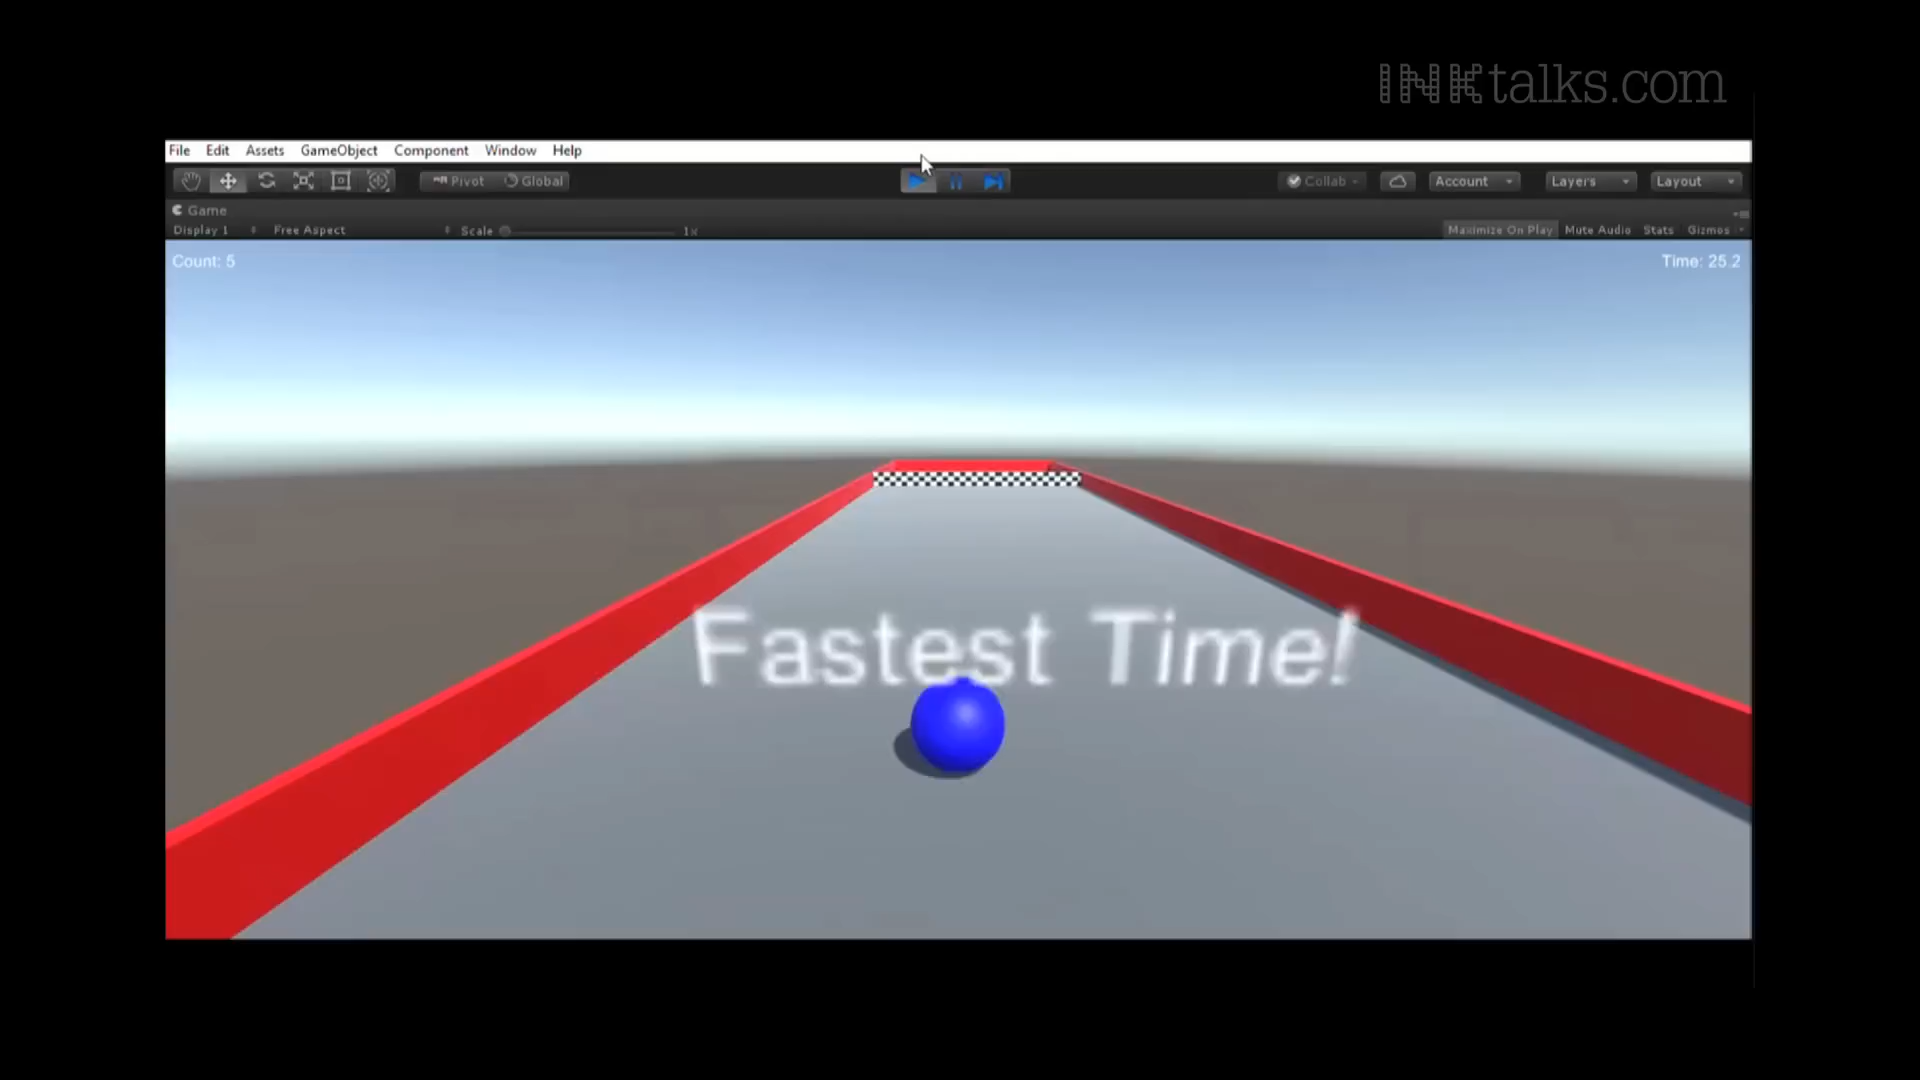 INKtalks.com
File Edit Assets GameObject Component Window Help
Pivot Global Collab Account Layers Layout
Game
Display 1 Free Aspect Scale 1x Maximize On Play Mute Audio Stats Gizmos
Count: 5 Time: 25.2
Fastest Time!